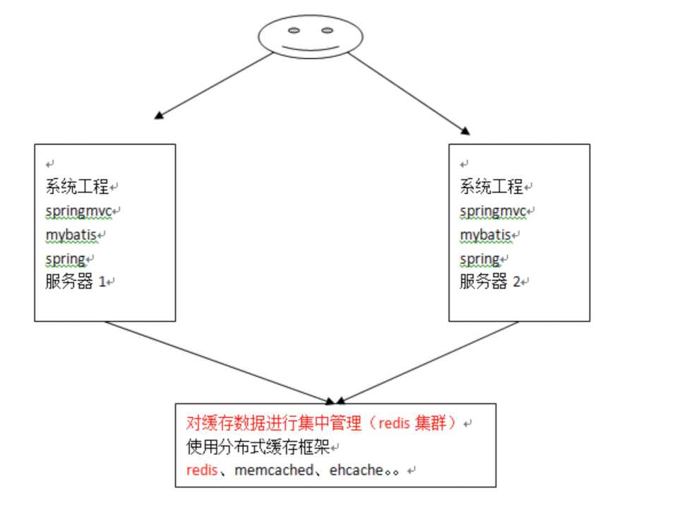 系统工程
springmvc
mybatis
spring
服务器 1
系统工程
springmvc
mybatis
spring
服务器 2
对缓存数据进行集中管理（redis 集群）
使用分布式缓存框架
redis、memcached、ehcache。。